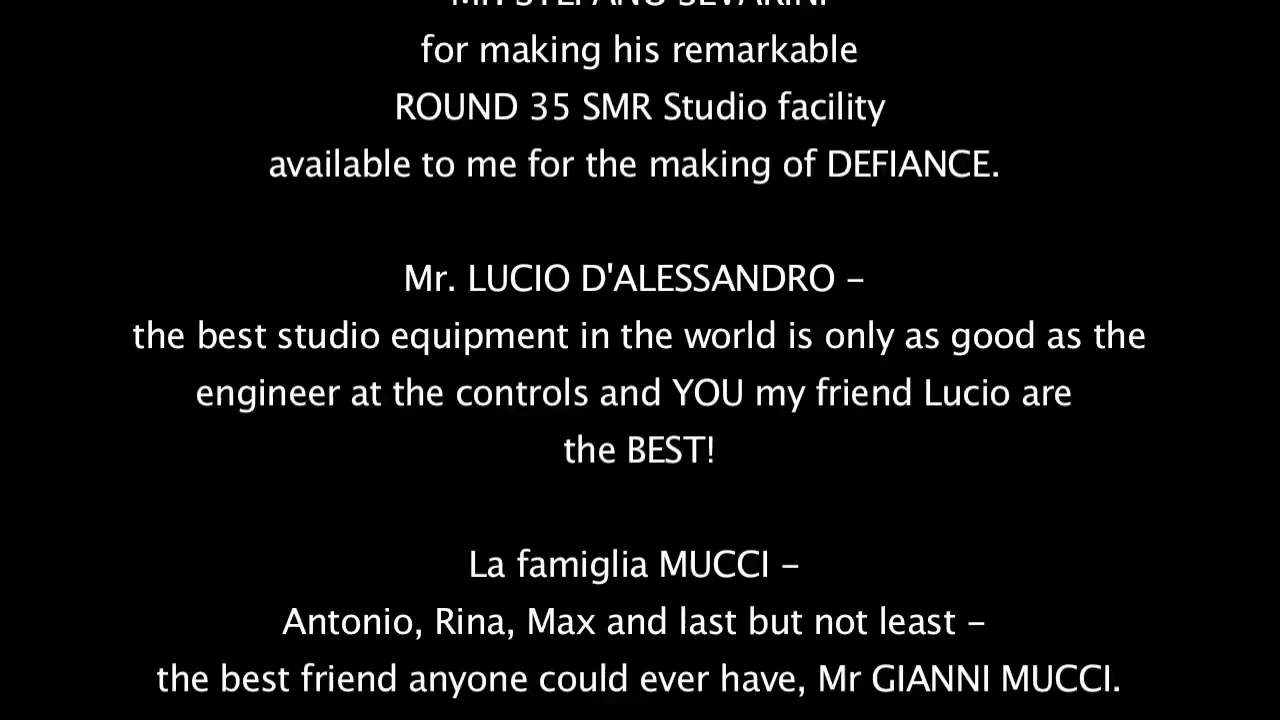 Mr. STEFANO SEVARINI
for making his remarkable
ROUND 35 SMR Studio facility
available to me for the making of DEFIANCE.
Mr. LUCIO D'ALESSANDRO –
the best studio equipment in the world is only as good as the
engineer at the controls and YOU my friend Lucio are
the BEST!
La famiglia MUCCI –
Antonio, Rina, Max and last but not least –
the best friend anyone could ever have, Mr GIANNI MUCCI.